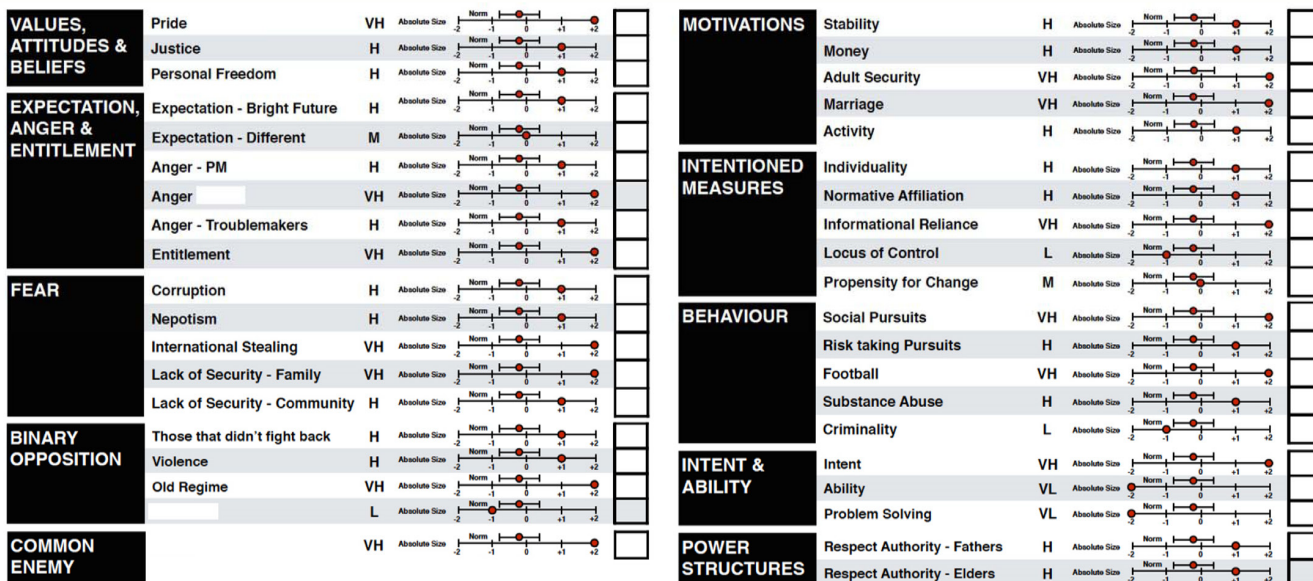 VALUES, ATTITUDES & BELIEFS
Pride VH Absolute Size Norm -2 -1 0 +1 +2
Justice H Absolute Size Norm -2 -1 0 +1 +2
Personal Freedom H Absolute Size Norm -2 -1 0 +1 +2
EXPECTATION, ANGER & ENTITLEMENT
Expectation - Bright Future H Absolute Size Norm -2 -1 0 +1 +2
Expectation - Different M Absolute Size Norm -2 -1 0 +1 +2
Anger - PM H Absolute Size Norm -2 -1 0 +1 +2
Anger VH Absolute Size Norm -2 -1 0 +1 +2
Anger - Troublemakers H Absolute Size Norm -2 -1 0 +1 +2
Entitlement VH Absolute Size Norm -2 -1 0 +1 +2
FEAR
Corruption H Absolute Size Norm -2 -1 0 +1 +2
Nepotism H Absolute Size Norm -2 -1 0 +1 +2
International Stealing VH Absolute Size Norm -2 -1 0 +1 +2
Lack of Security - Family VH Absolute Size Norm -2 -1 0 +1 +2
Lack of Security - Community H Absolute Size Norm -2 -1 0 +1 +2
BINARY OPPOSITION
Those that didn't fight back H Absolute Size Norm -2 -1 0 +1 +2
Violence H Absolute Size Norm -2 -1 0 +1 +2
Old Regime VH Absolute Size Norm -2 -1 0 +1 +2
L Absolute Size Norm -2 -1 0 +1 +2
COMMON ENEMY
VH Absolute Size Norm -2 -1 0 +1 +2
MOTIVATIONS
Stability H Absolute Size Norm -2 -1 0 +1 +2
Money H Absolute Size Norm -2 -1 0 +1 +2
Adult Security VH Absolute Size Norm -2 -1 0 +1 +2
Marriage VH Absolute Size Norm -2 -1 0 +1 +2
Activity H Absolute Size Norm -2 -1 0 +1 +2
INTENTIONED MEASURES
Individuality H Absolute Size Norm -2 -1 0 +1 +2
Normative Affiliation H Absolute Size Norm -2 -1 0 +1 +2
Informational Reliance VH Absolute Size Norm -2 -1 0 +1 +2
Locus of Control L Absolute Size Norm -2 -1 0 +1 +2
Propensity for Change M Absolute Size Norm -2 -1 0 +1 +2
BEHAVIOUR
Social Pursuits VH Absolute Size Norm -2 -1 0 +1 +2
Risk taking Pursuits H Absolute Size Norm -2 -1 0 +1 +2
Football VH Absolute Size Norm -2 -1 0 +1 +2
Substance Abuse H Absolute Size Norm -2 -1 0 +1 +2
Criminality L Absolute Size Norm -2 -1 0 +1 +2
INTENT & ABILITY
Intent VH Absolute Size Norm -2 -1 0 +1 +2
Ability VL Absolute Size Norm -2 -1 0 +1 +2
Problem Solving VL Absolute Size Norm -2 -1 0 +1 +2
POWER STRUCTURES
Respect Authority - Fathers H Absolute Size Norm -2 -1 0 +1 +2
Respect Authority - Elders H Absolute Size Norm